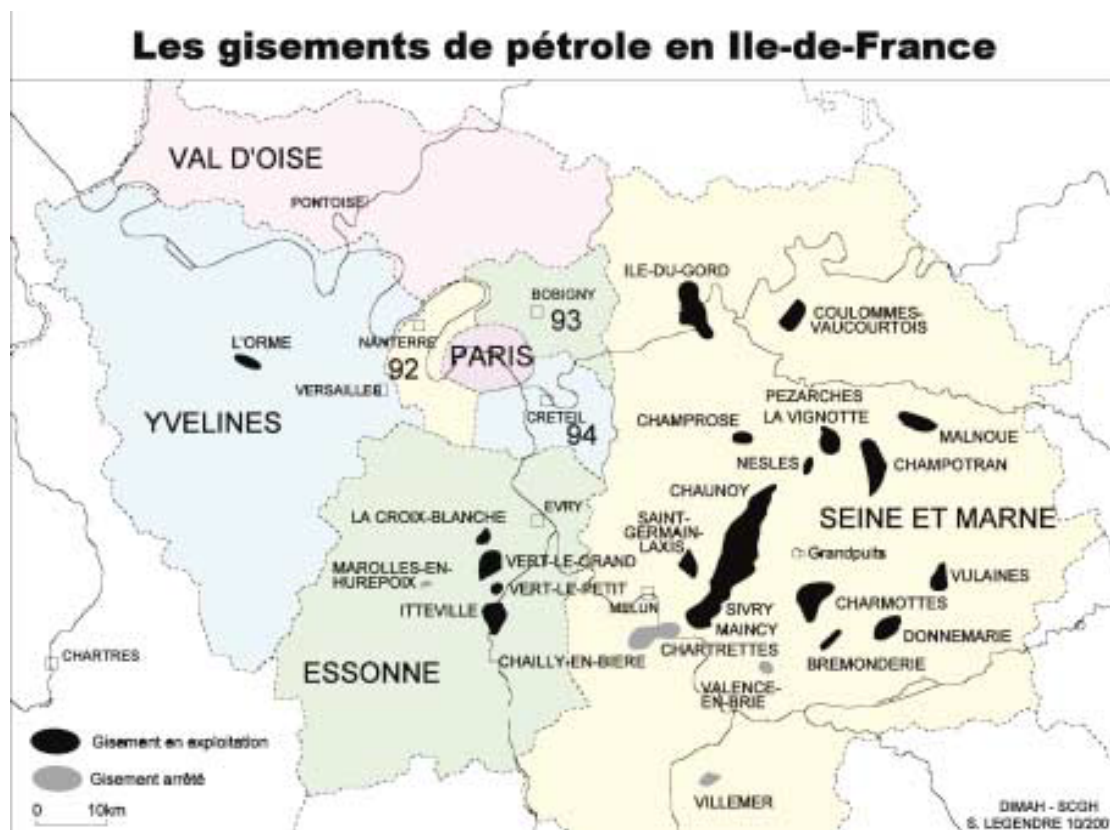 Les gisements de pétrole en Ile-de-France
VAL D'OISE
PONTOISE
ILE-DU-GORD
BOBIGNY
93
COULOMMES-
VAUCOURTOIS
L'ORME
NANTERRE
92
PARIS
VERSAILLES
PEZARCHES
LA VIGNOTTE
YVELINES
CRETEIL
94
CHAMPROSE
MALNOUE
NESLES
CHAMPOTRAN
CHAUNOY
EVRY
LA CROIX-BLANCHE
SAINT-
GERMAIN-
LAXIS
SEINE ET MARNE
Grandpuits
MAROLLES-EN-
HUREPOIX
VERT-LE-GRAND
VERT-LE-PETIT
VULAINES
ITTEVILLE
MELUN
SIVRY
CHARMOTTES
MAINCY
DONNEMARIE
CHARTRETTES
CHARTRES
CHAILLY-EN-BIERE
BREMONDERIE
ESSONNE
VALENCE-
EN-BRIE
Gisement en exploitation
Gisement arrêté
0 10km
VILLEMER
DIMAH - SCGH
S. LEGENDRE 10/200